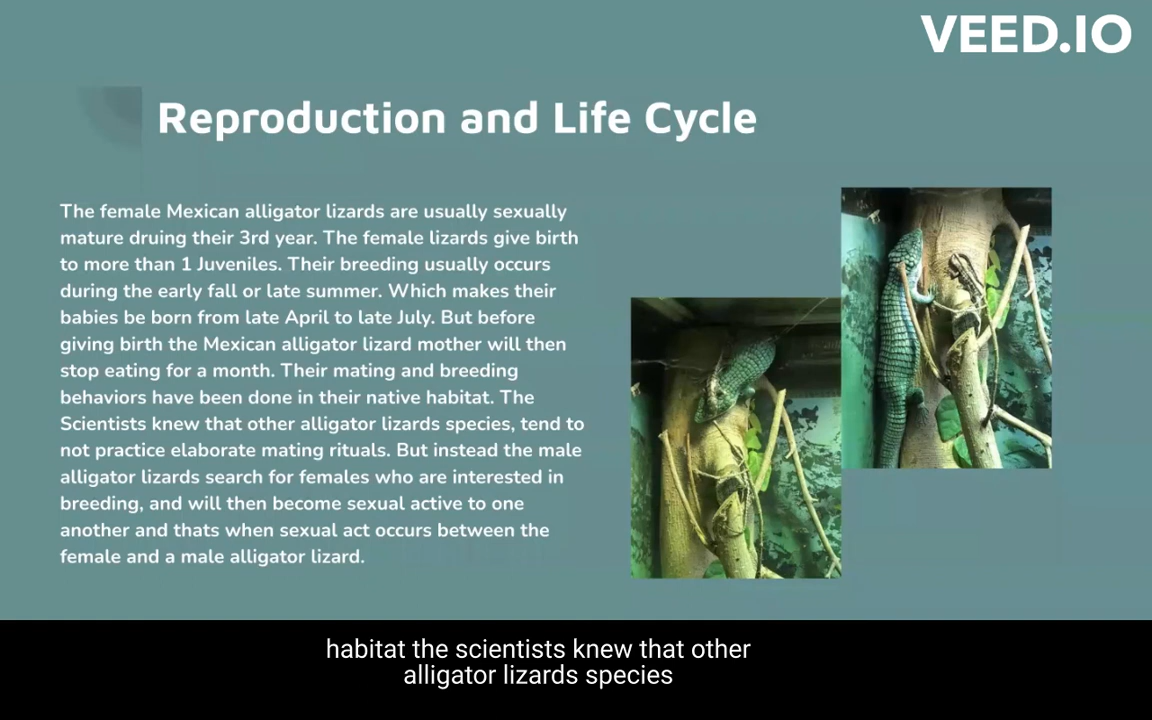 VEED.IO
Reproduction and Life Cycle
The female Mexican alligator lizards are usually sexually
mature druing their 3rd year. The female lizards give birth
to more than 1 Juveniles. Their breeding usually occurs
during the early fall or late summer. Which makes their
babies be born from late April to late July. But before
giving birth the Mexican alligator lizard mother will then
stop eating for a month. Their mating and breeding
behaviors have been done in their native habitat. The
Scientists knew that other alligator lizards species, tend to
not practice elaborate mating rituals. But instead the male
alligator lizards search for females who are interested in
breeding, and will then become sexual active to one
another and thats when sexual act occurs between the
female and a male alligator lizard.
habitat the scientists knew that other
alligator lizards species